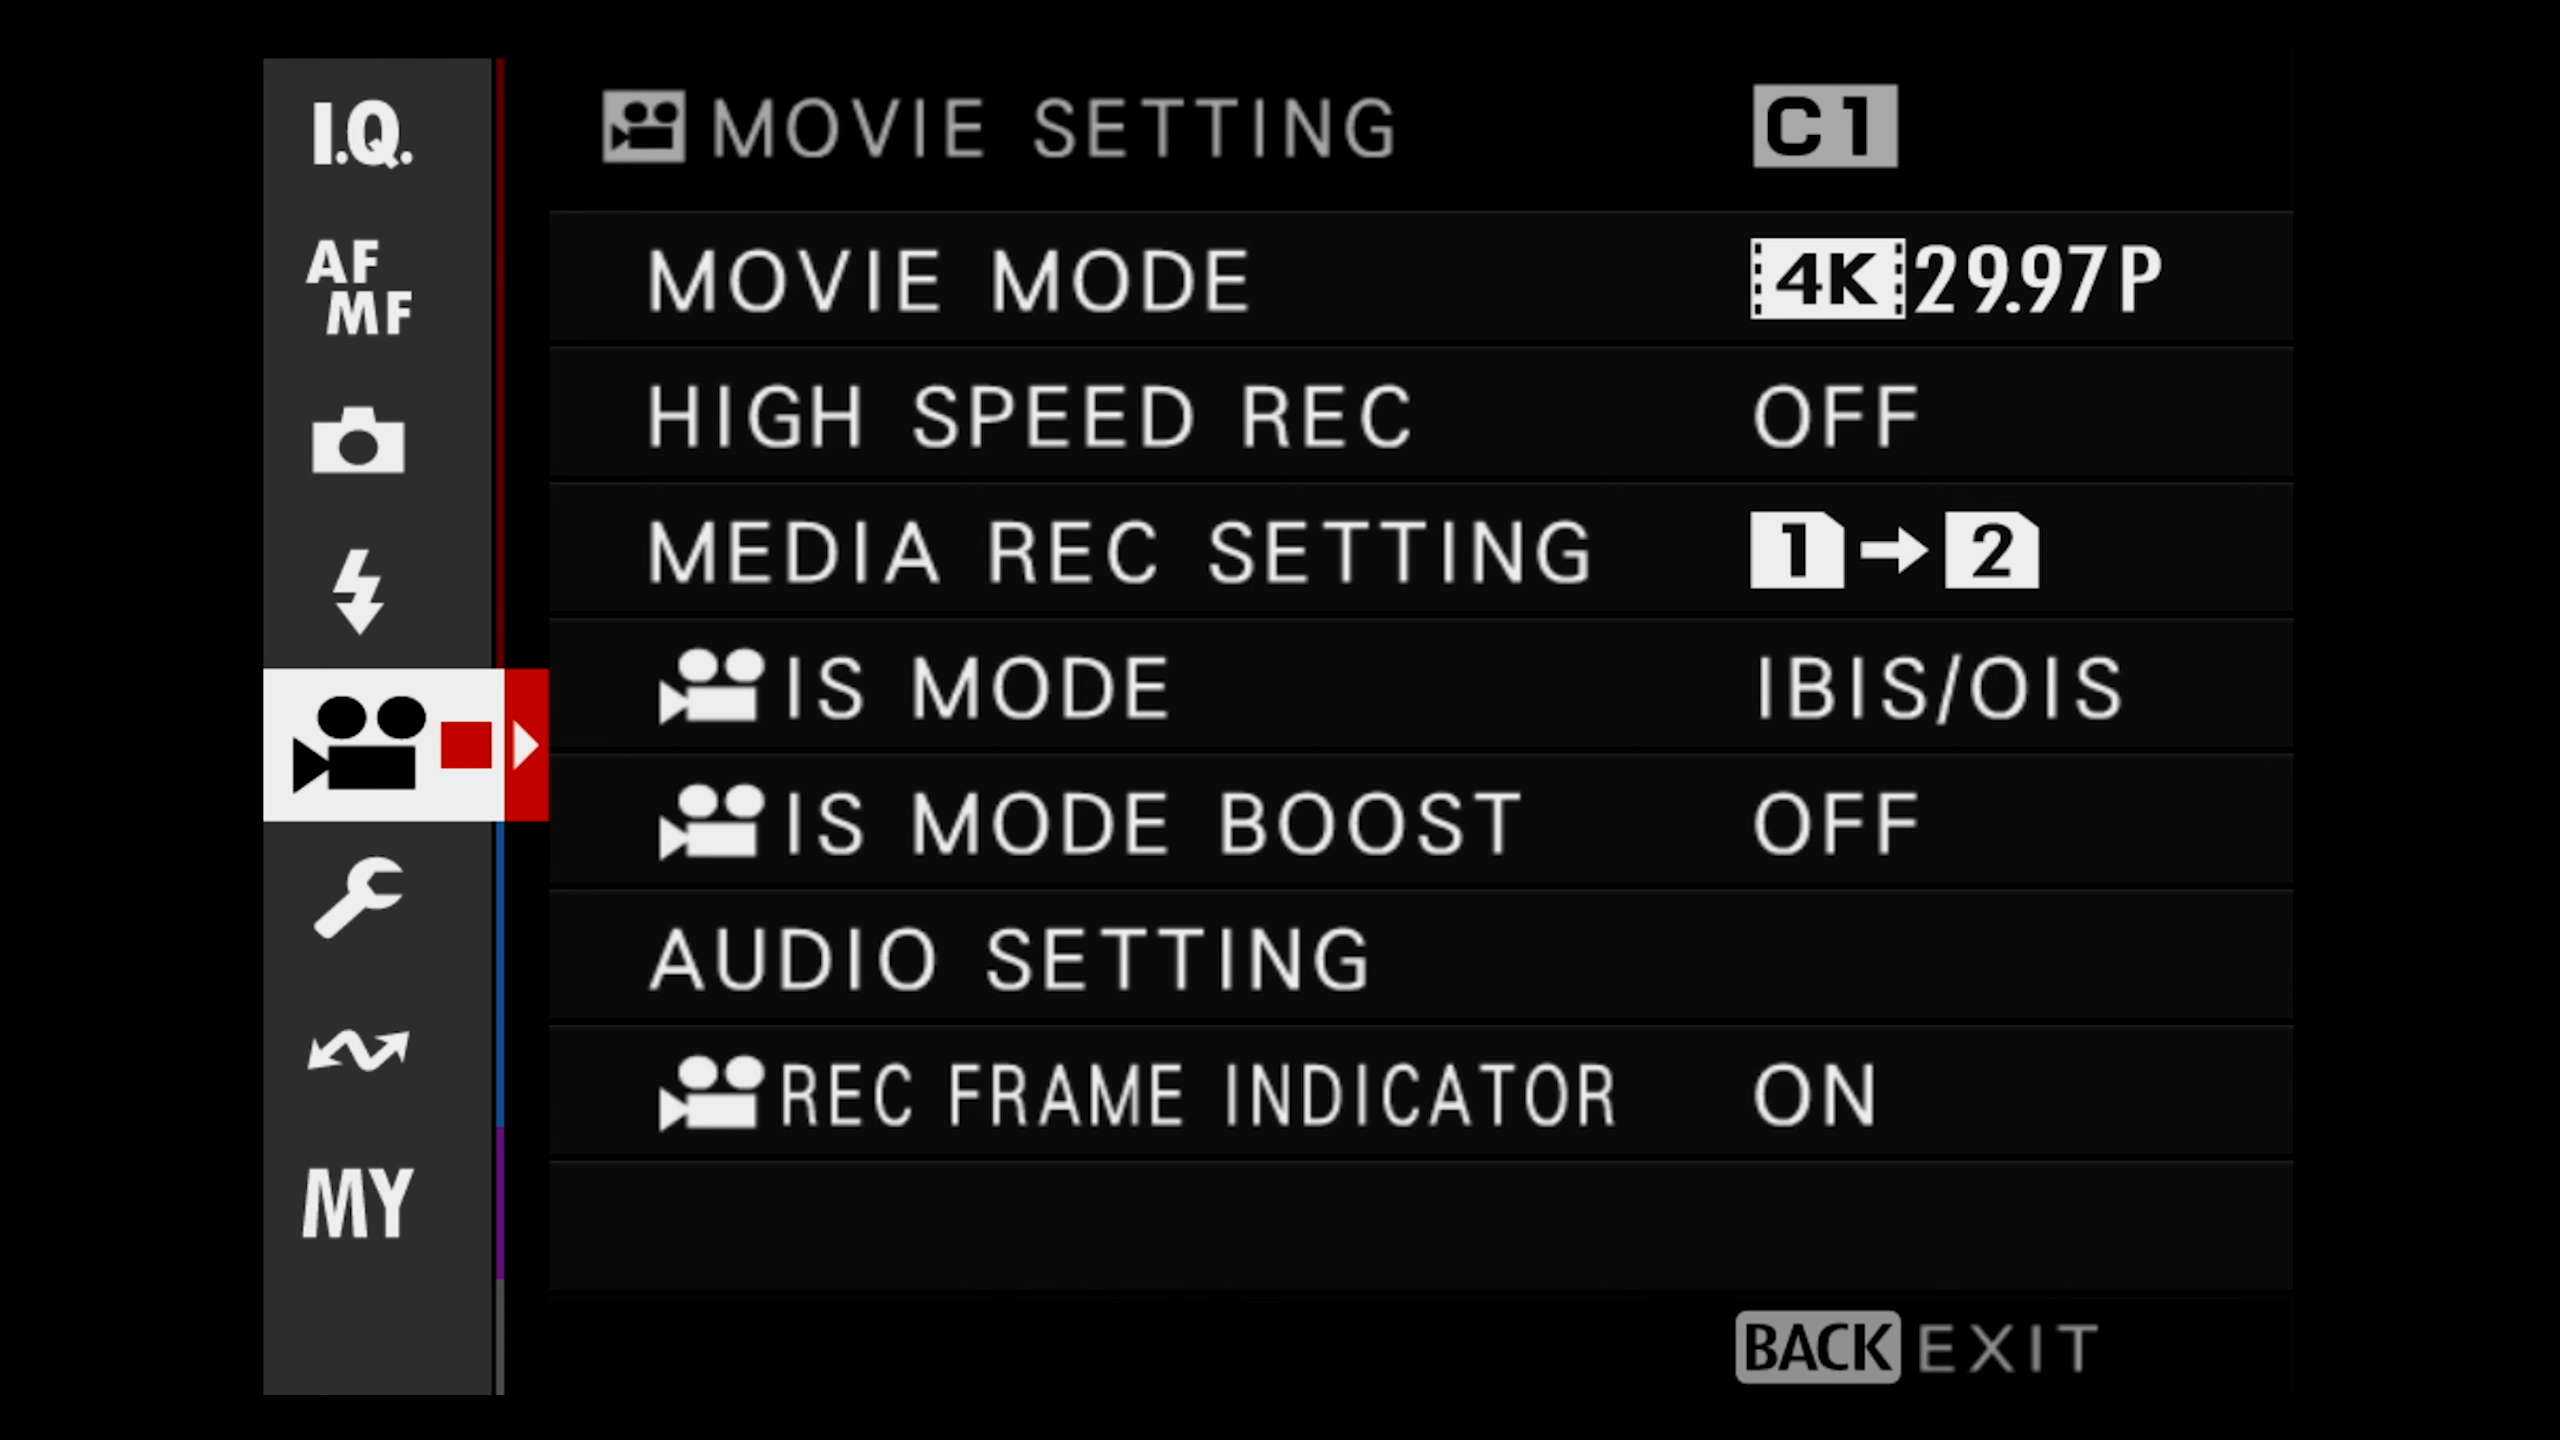 I.Q.
AF
MF
MY
MOVIE SETTING C1
MOVIE MODE 4K 29.97P
HIGH SPEED REC OFF
MEDIA REC SETTING 1→2
IS MODE IBIS/OIS
IS MODE BOOST OFF
AUDIO SETTING
REC FRAME INDICATOR ON
BACK EXIT